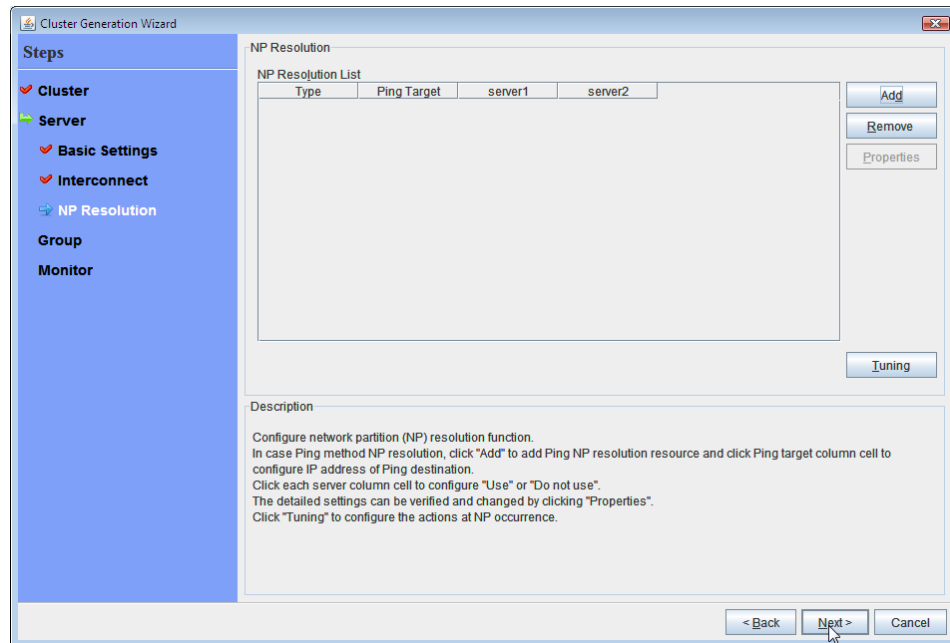 Cluster Generation Wizard
Steps
Cluster
Server
Basic Settings
Interconnect
NP Resolution
Group
Monitor
NP Resolution
NP Resolution List
Type Ping Target server1 server2
Add
Remove
Properties
Tuning
Description
Configure network partition (NP) resolution function.
In case Ping method NP resolution, click "Add" to add Ping NP resolution resource and click Ping target column cell to
configure IP address of Ping destination.
Click each server column cell to configure "Use" or "Do not use".
The detailed settings can be verified and changed by clicking "Properties".
Click "Tuning" to configure the actions at NP occurrence.
< Back Next > Cancel